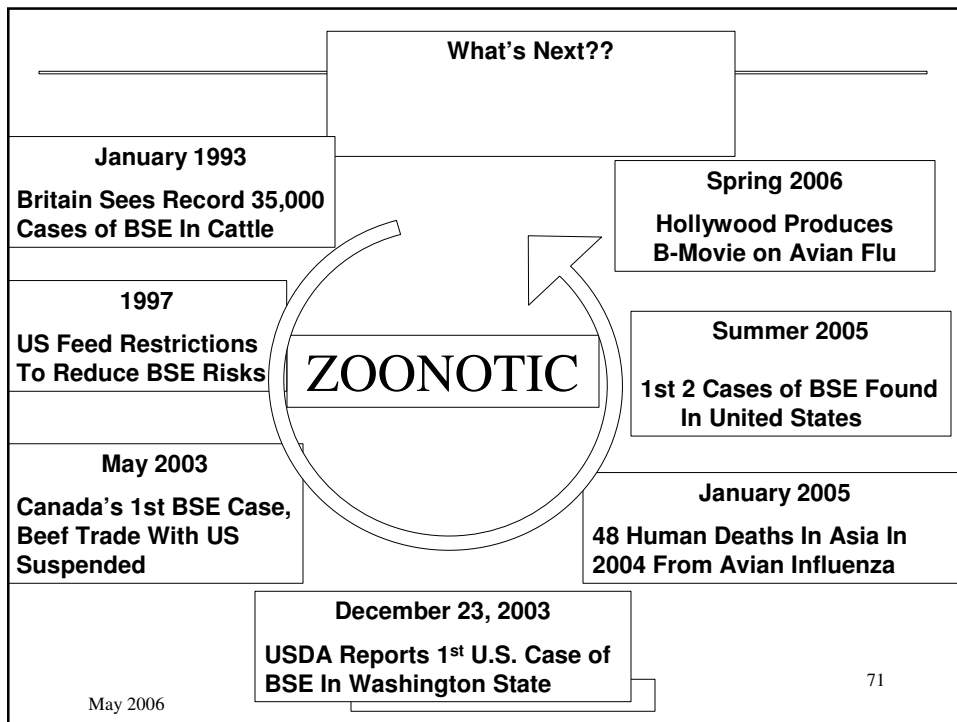 What's Next??
January 1993
Britain Sees Record 35,000
Cases of BSE In Cattle
1997
US Feed Restrictions
To Reduce BSE Risks
May 2003
Canada's 1st BSE Case,
Beef Trade With US
Suspended
December 23, 2003
USDA Reports 1st U.S. Case of
BSE In Washington State
January 2005
48 Human Deaths In Asia In
2004 From Avian Influenza
Summer 2005
1st 2 Cases of BSE Found
In United States
Spring 2006
Hollywood Produces
B-Movie on Avian Flu
ZOONOTIC
May 2006
71